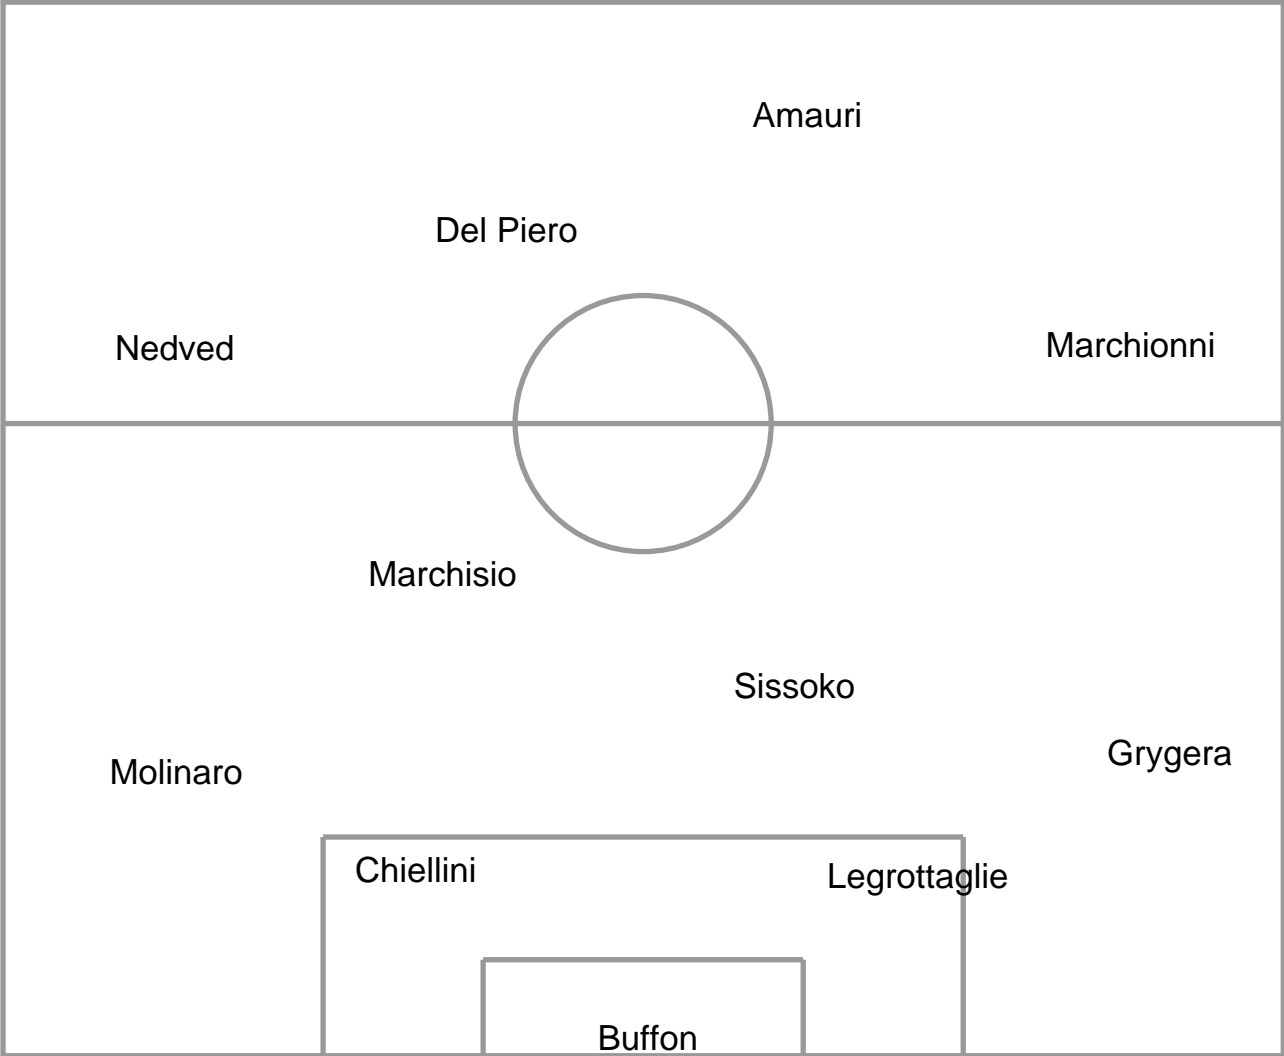 Amauri
Del Piero
Nedved
Marchionni
Marchisio
Sissoko
Grygera
Molinaro
Chiellini
Legrottaglie
Buffon